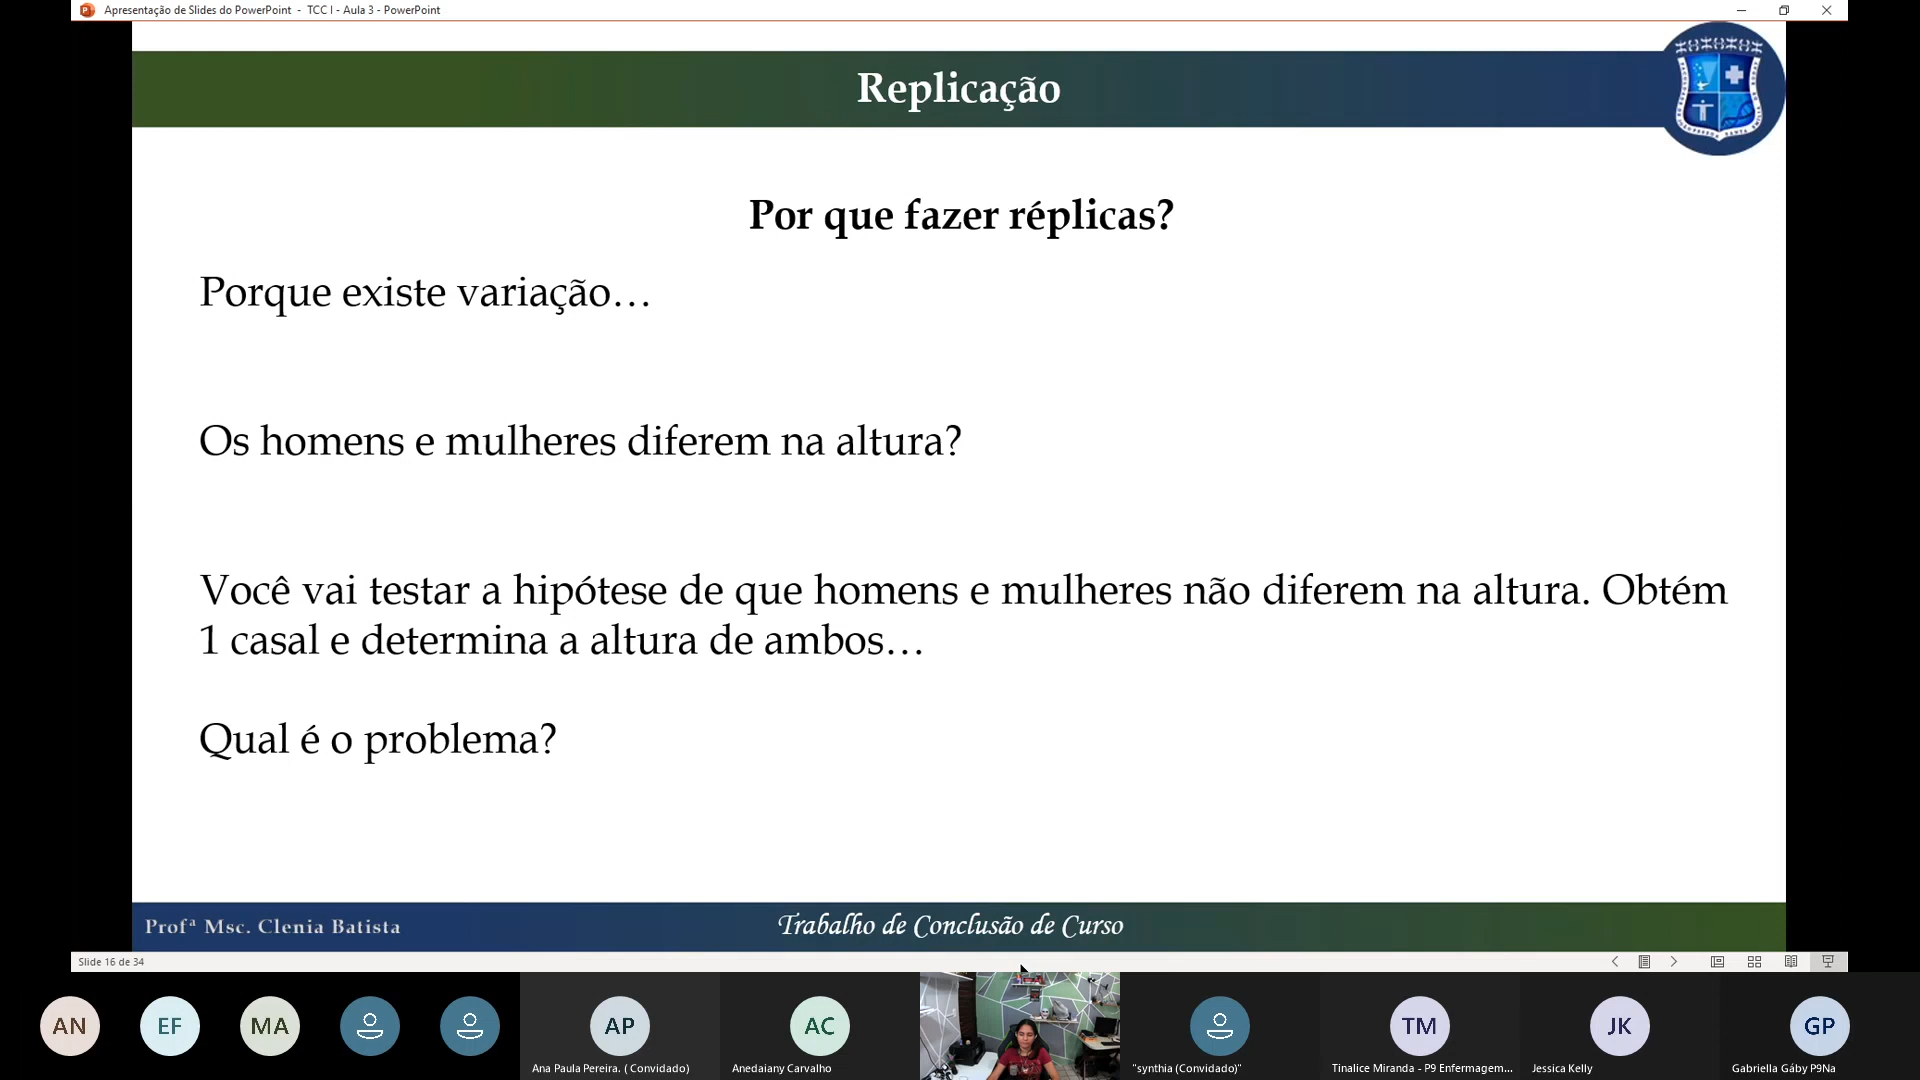 Apresentação de Slides do PowerPoint - TCC I - Aula 3 - PowerPoint
Replicação
Por que fazer réplicas?
Porque existe variação…
Os homens e mulheres diferem na altura?
Você vai testar a hipótese de que homens e mulheres não diferem na altura. Obtém
1 casal e determina a altura de ambos…
Qual é o problema?
Profª Msc. Clenia Batista
Trabalho de Conclusão de Curso
Slide 16 de 34
AN
EF
MA
AP
AC
TM
JK
GP
Ana Paula Pereira. ( Convidado)
Anedaiany Carvalho
"synthia (Convidado)"
Tinalice Miranda - P9 Enfermagem...
Jessica Kelly
Gabriella Gáby P9Na